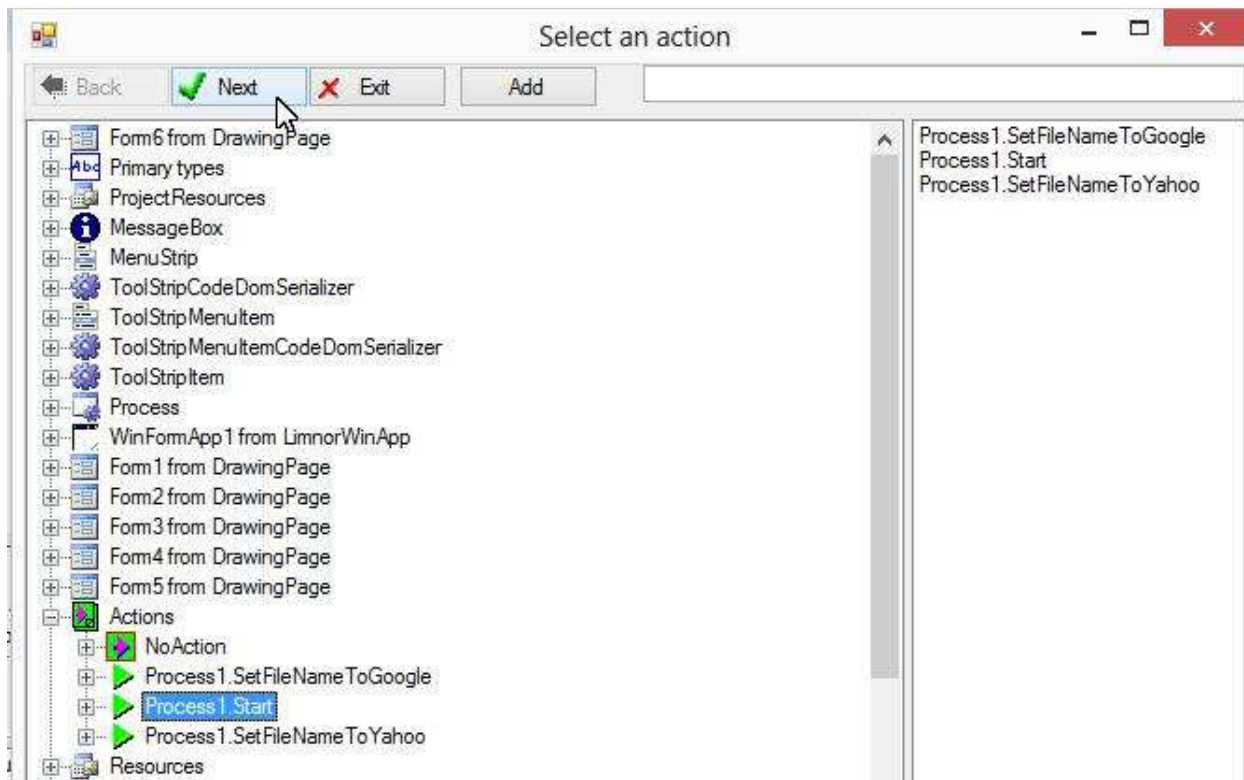 Select an action
Back Next Exit Add
Form6 from DrawingPage
Abc Primary types
ProjectResources
MessageBox
MenuStrip
ToolStripCodeDomSerializer
ToolStripMenuItem
ToolStripMenuItemCodeDomSerializer
ToolStripItem
Process
WinFormApp1 from LimnorWinApp
Form1 from DrawingPage
Form2 from DrawingPage
Form3 from DrawingPage
Form4 from DrawingPage
Form5 from DrawingPage
Actions
NoAction
Process1.SetFileNameToGoogle
Process1.Start
Process1.SetFileNameToYahoo
Resources
Process1.SetFileNameToGoogle
Process1.Start
Process1.SetFileNameToYahoo